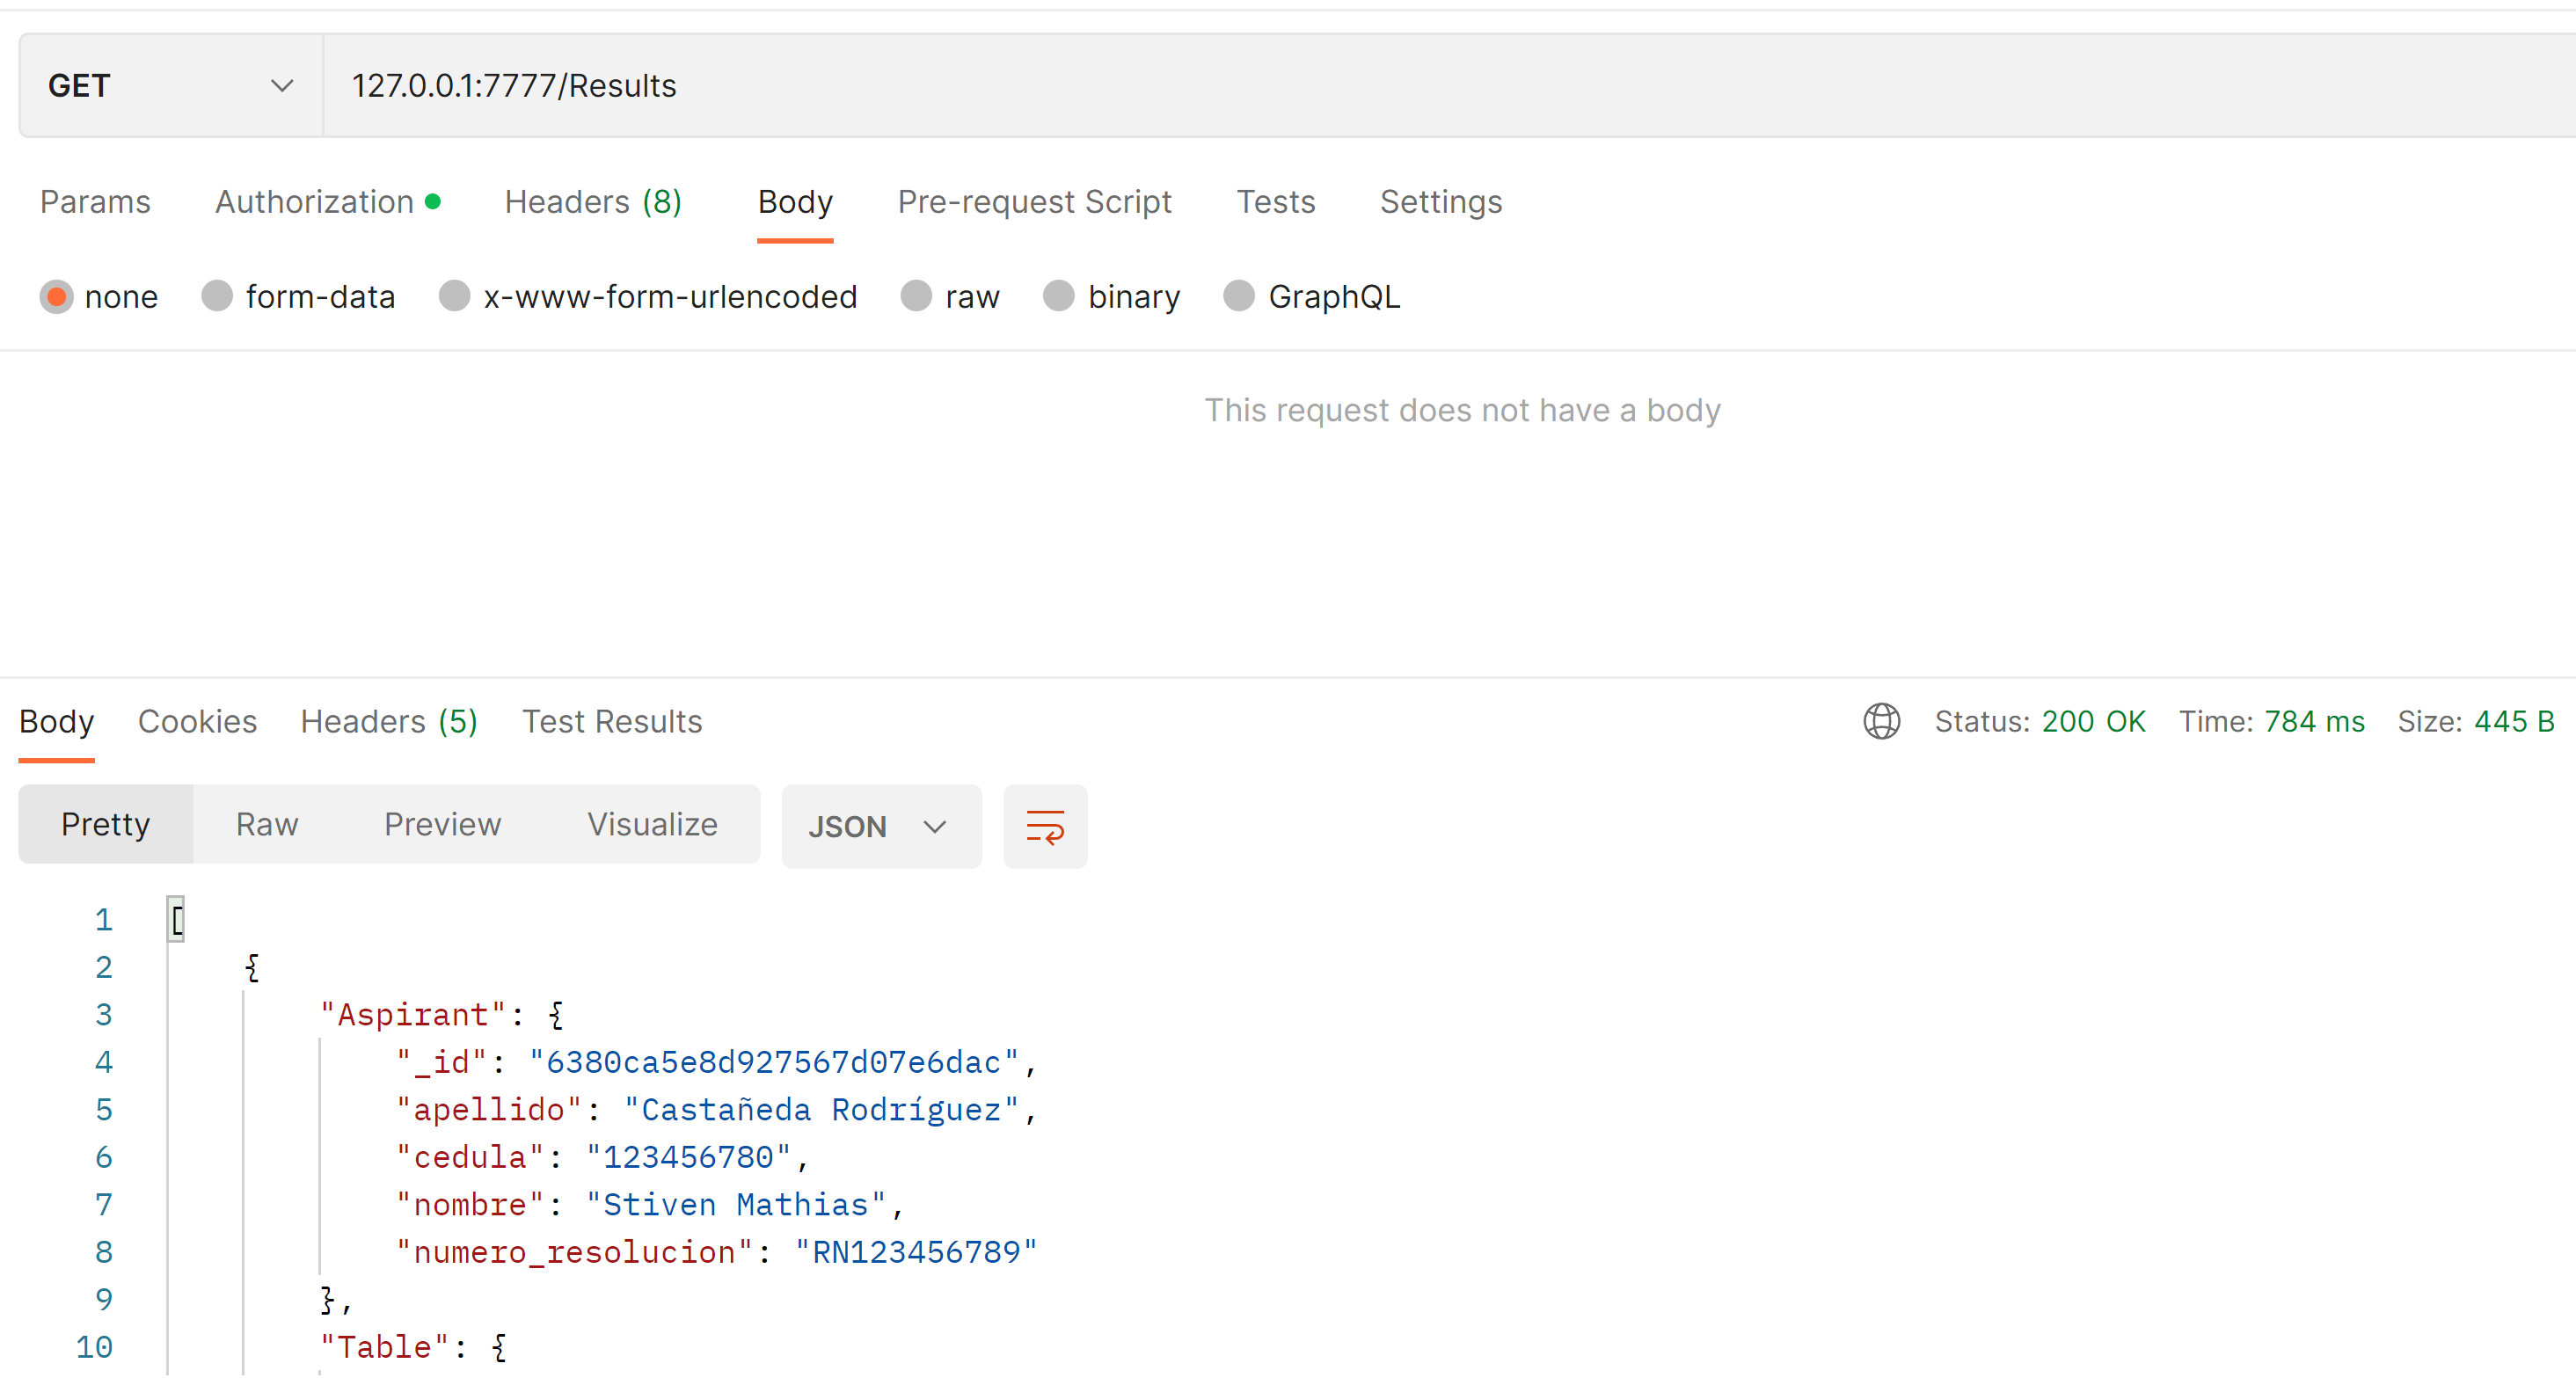 GET 127.0.0.1:7777/Results
Params Authorization Headers (8) Body Pre-request Script Tests Settings
none form-data x-www-form-urlencoded raw binary GraphQL
This request does not have a body
Body Cookies Headers (5) Test Results Status: 200 OK Time: 784 ms Size: 445 B
Pretty Raw Preview Visualize JSON
1 [
2 {
3 "Aspirant": {
4 "_id": "6380ca5e8d927567d07e6dac",
5 "apellido": "Castañeda Rodríguez",
6 "cedula": "123456780",
7 "nombre": "Stiven Mathias",
8 "numero_resolucion": "RN123456789"
9 },
10 "Table": {